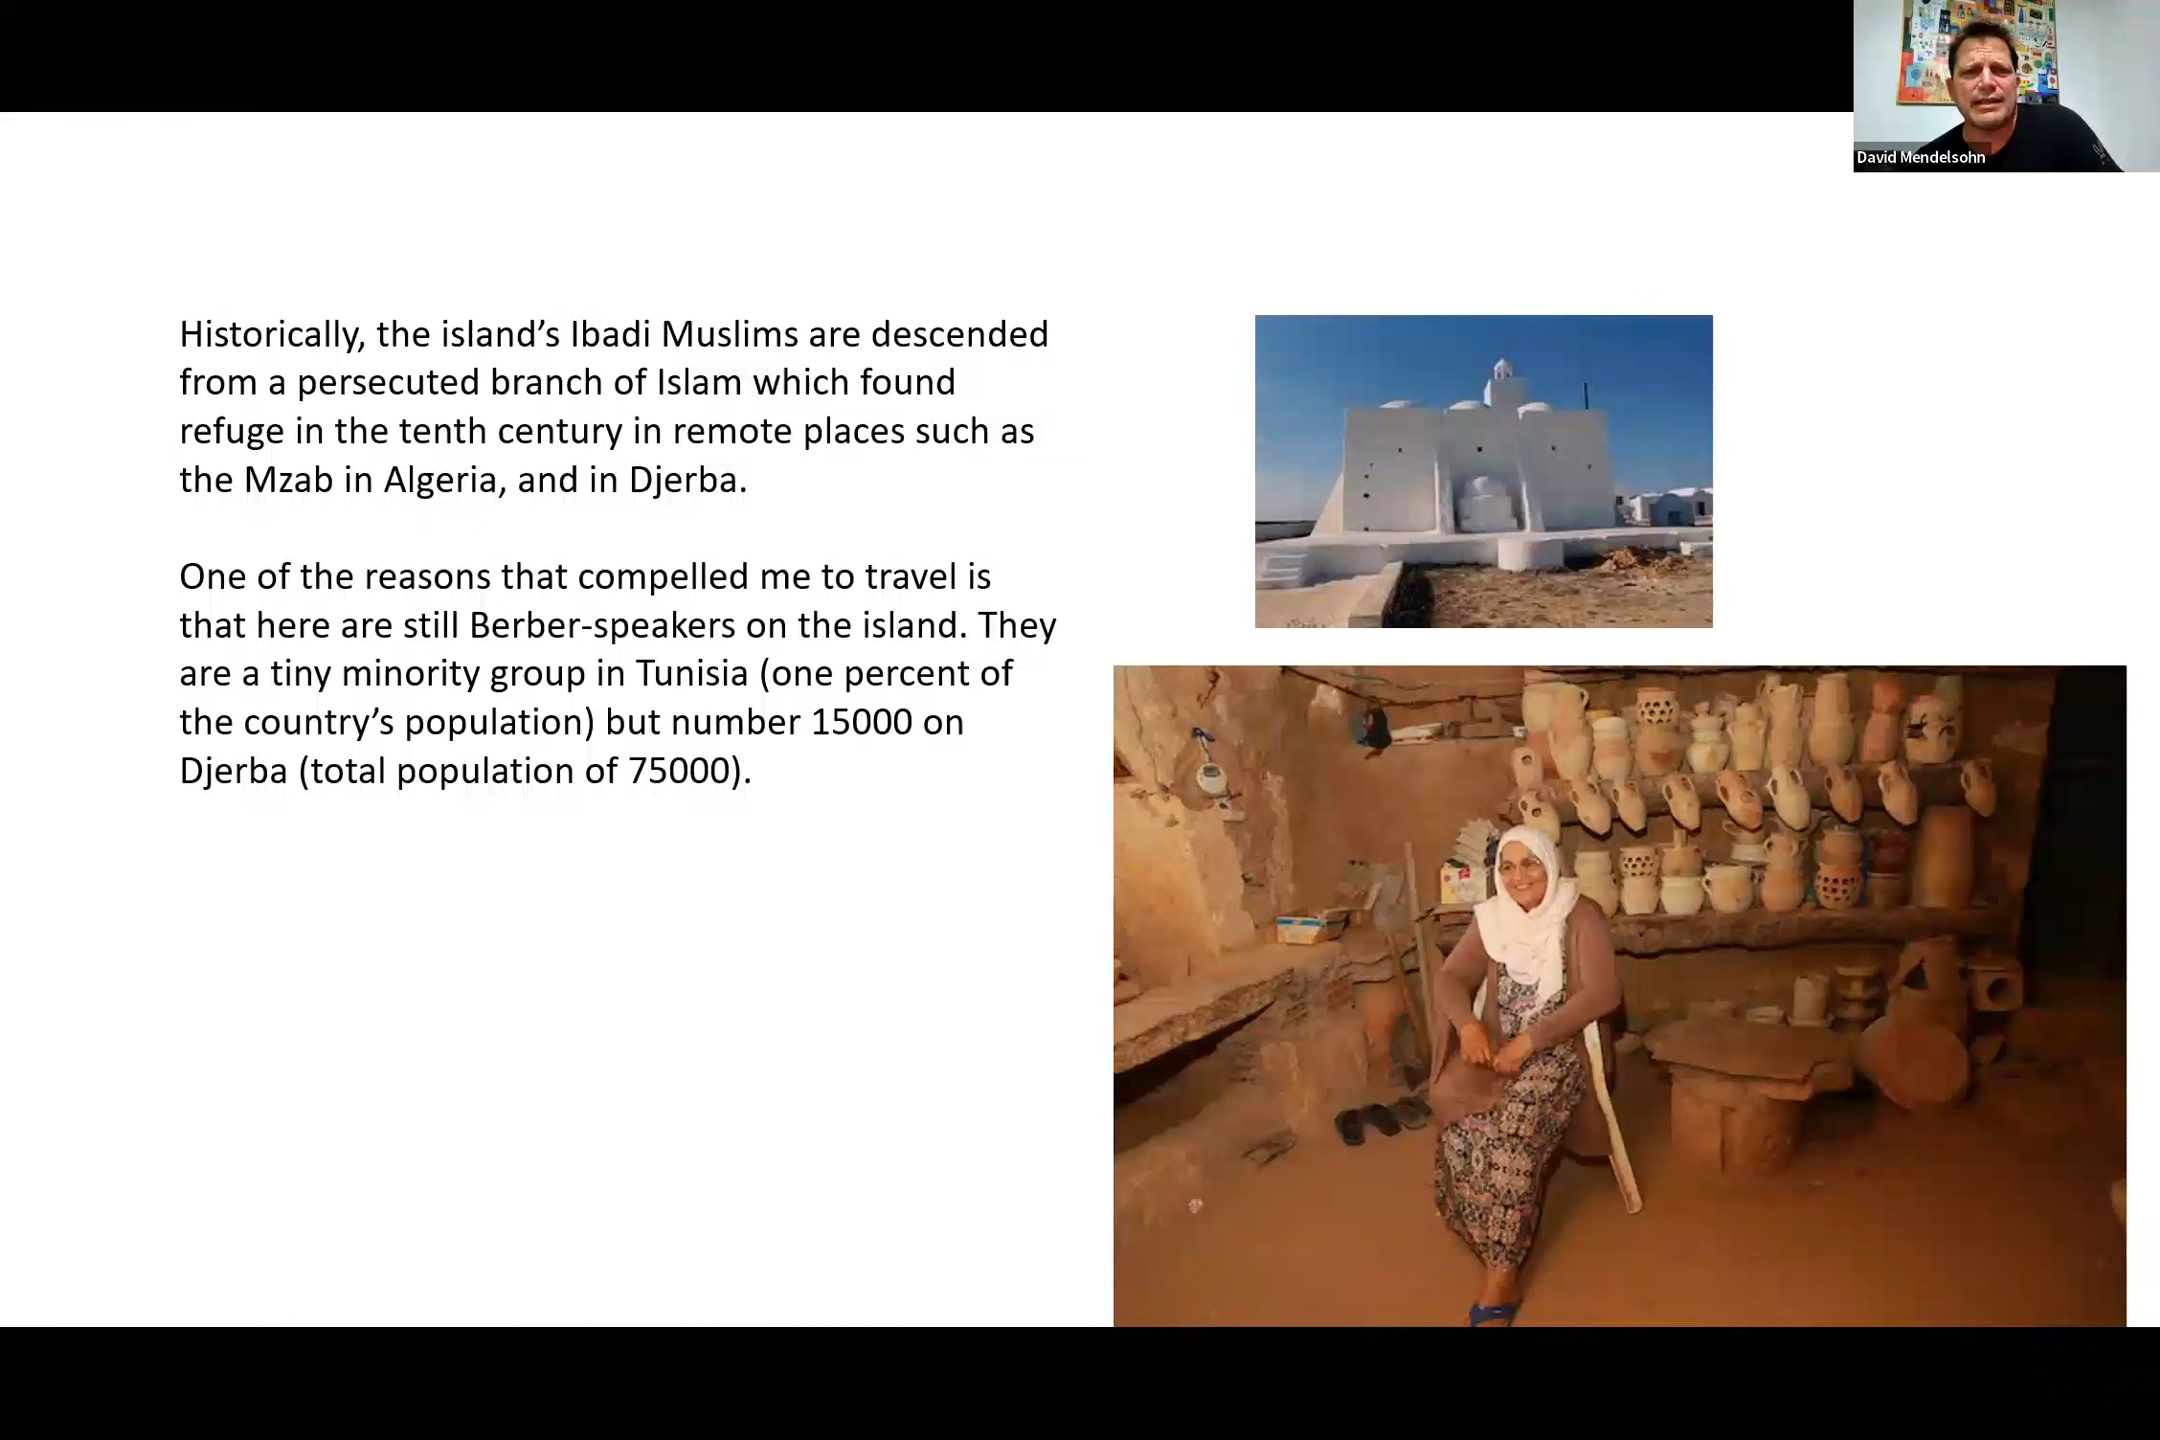 David Mendelsohn
Historically, the island’s Ibadi Muslims are descended
from a persecuted branch of Islam which found
refuge in the tenth century in remote places such as
the Mzab in Algeria, and in Djerba.
One of the reasons that compelled me to travel is
that here are still Berber-speakers on the island. They
are a tiny minority group in Tunisia (one percent of
the country’s population) but number 15000 on
Djerba (total population of 75000).